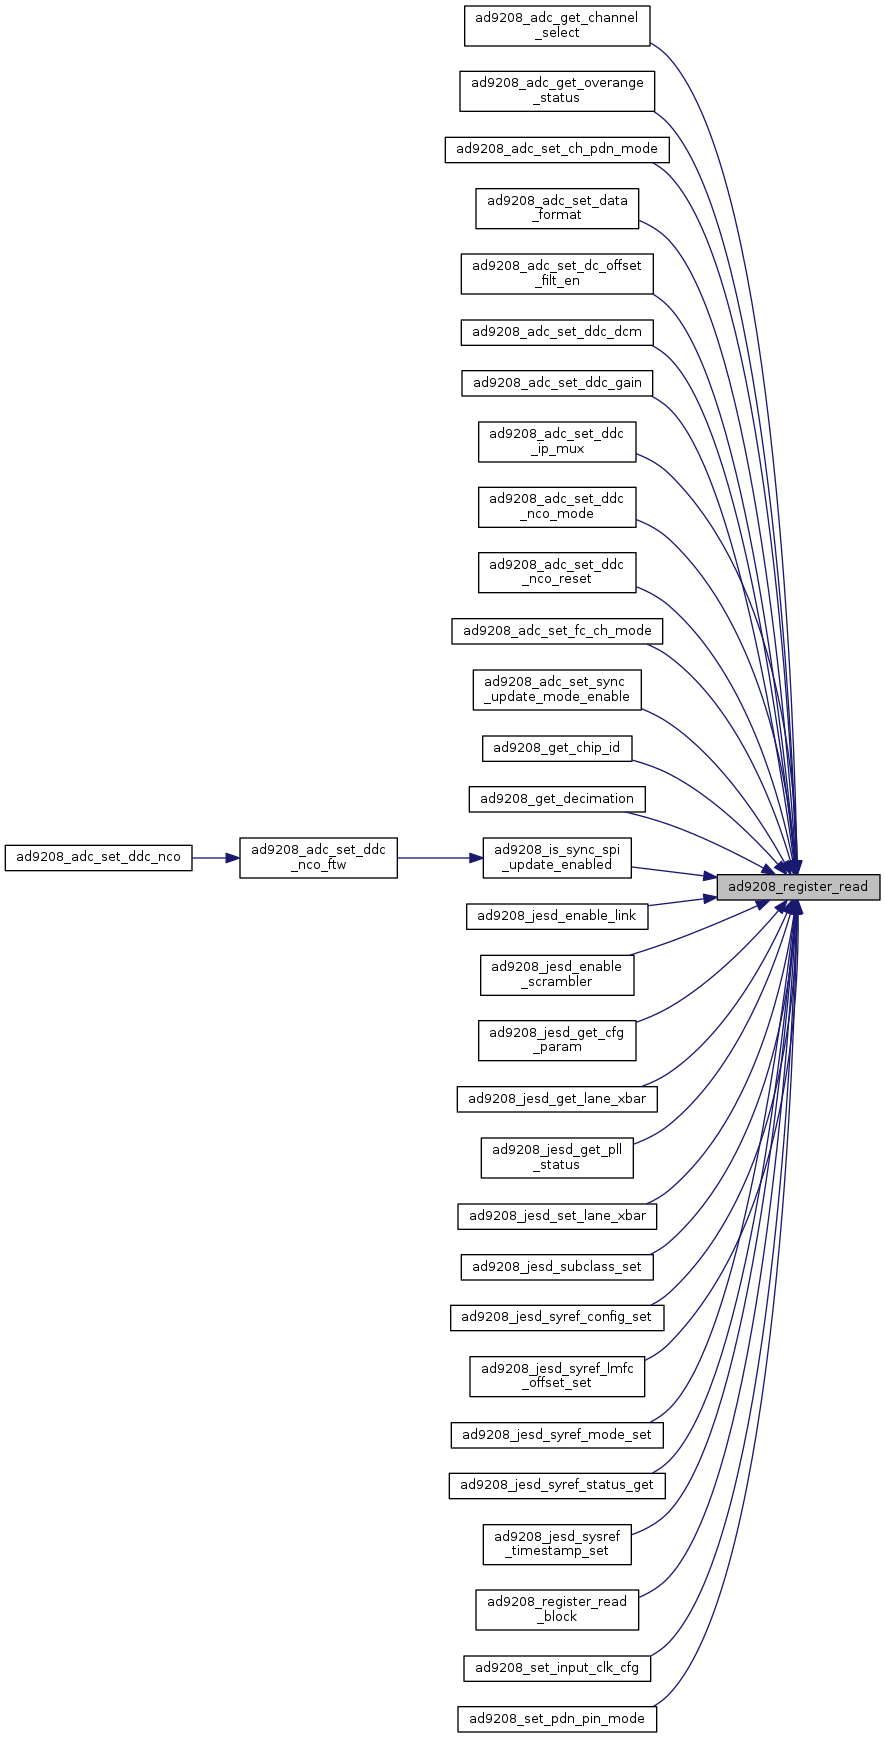 ad9208_adc_get_channel
_select
ad9208_adc_get_overange
_status
ad9208_adc_set_ch_pdn_mode
ad9208_adc_set_data
_format
ad9208_adc_set_dc_offset
_filt_en
ad9208_adc_set_ddc_dcm
ad9208_adc_set_ddc_gain
ad9208_adc_set_ddc
_ip_mux
ad9208_adc_set_ddc
_nco_mode
ad9208_adc_set_ddc
_nco_reset
ad9208_adc_set_fc_ch_mode
ad9208_adc_set_sync
_update_mode_enable
ad9208_get_chip_id
ad9208_get_decimation
ad9208_adc_set_ddc_nco
ad9208_adc_set_ddc
_nco_ftw
ad9208_is_sync_spi
_update_enabled
ad9208_register_read
ad9208_jesd_enable_link
ad9208_jesd_enable
_scrambler
ad9208_jesd_get_cfg
_param
ad9208_jesd_get_lane_xbar
ad9208_jesd_get_pll
_status
ad9208_jesd_set_lane_xbar
ad9208_jesd_subclass_set
ad9208_jesd_syref_config_set
ad9208_jesd_syref_lmfc
_offset_set
ad9208_jesd_syref_mode_set
ad9208_jesd_syref_status_get
ad9208_jesd_sysref
_timestamp_set
ad9208_register_read
_block
ad9208_set_input_clk_cfg
ad9208_set_pdn_pin_mode